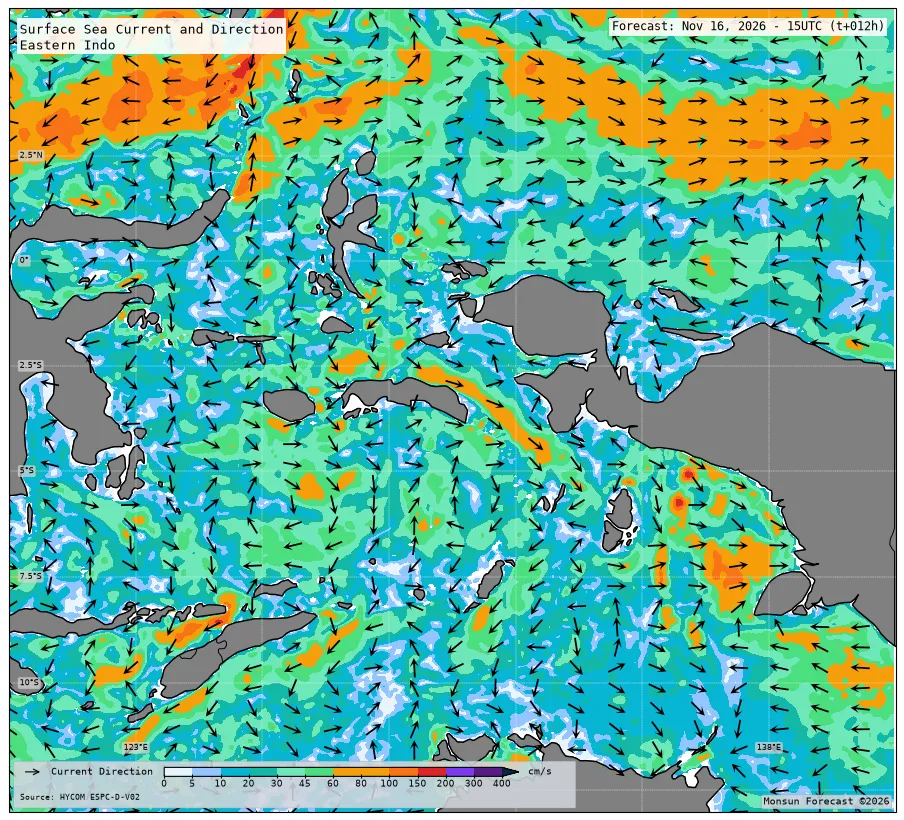 Surface Sea Current and Direction
Eastern Indo
Forecast: Nov 16, 2026 - 15UTC (t+012h)
2.5°N
0°
2.5°S
5°S
7.5°S
10°S
123°E
138°E
Current Direction
0 5 10 20 30 45 60 80 100 150 200 300 400
cm/s
Source: HYCOM ESPC-D-V02
Monsun Forecast ©2026